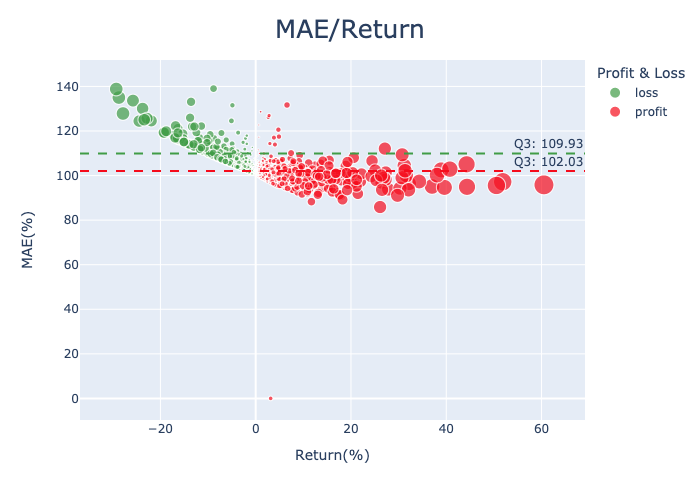 MAE/Return
Profit & Loss
loss
profit
Q3: 109.93
Q3: 102.03
MAE(%)
140
120
100
80
60
40
20
0
−20
0
20
40
60
Return(%)